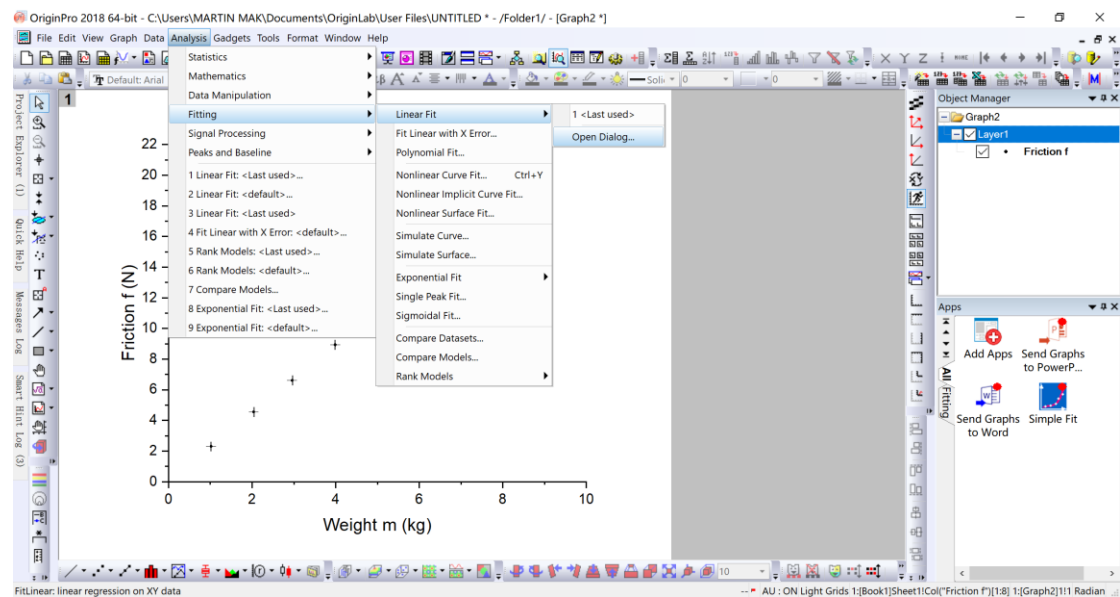 OriginPro 2018 64-bit - C:\Users\MARTIN MAK\Documents\OriginLab\User Files\UNTITLED * - /Folder1/ - [Graph2 *]
File Edit View Graph Data Analysis Gadgets Tools Format Window Help
Default: Arial
Soli
0
0
X Y Z
M
Project Explorer (1)
Quick Help
Messages Log
Smart Hint Log (3)
1
Statistics
Mathematics
Data Manipulation
Fitting
Signal Processing
Peaks and Baseline
1 Linear Fit: <Last used>...
2 Linear Fit: <default>...
3 Linear Fit: <Last used>
4 Fit Linear with X Error: <default>...
5 Rank Models: <Last used>...
6 Rank Models: <default>...
7 Compare Models...
8 Exponential Fit: <Last used>...
9 Exponential Fit: <default>...
Linear Fit
Fit Linear with X Error...
Polynomial Fit...
Nonlinear Curve Fit... Ctrl+Y
Nonlinear Implicit Curve Fit...
Nonlinear Surface Fit...
Simulate Curve...
Simulate Surface...
Exponential Fit
Single Peak Fit...
Sigmoidal Fit...
Compare Datasets...
Compare Models...
Rank Models
1 <Last used>
Open Dialog...
22
20
18
16
14
12
10
8
6
4
2
0
Friction f (N)
0 2 4 6 8 10
Weight m (kg)
Object Manager
Graph2
Layer1
Friction f
Apps
All
Fitting
Add Apps
Send Graphs
to PowerP...
Send Graphs
to Word
Simple Fit
10
FitLinear: linear regression on XY data
AU : ON Light Grids 1:[Book1]Sheet1!Col("Friction f")[1:8] 1:[Graph2]1!1 Radian